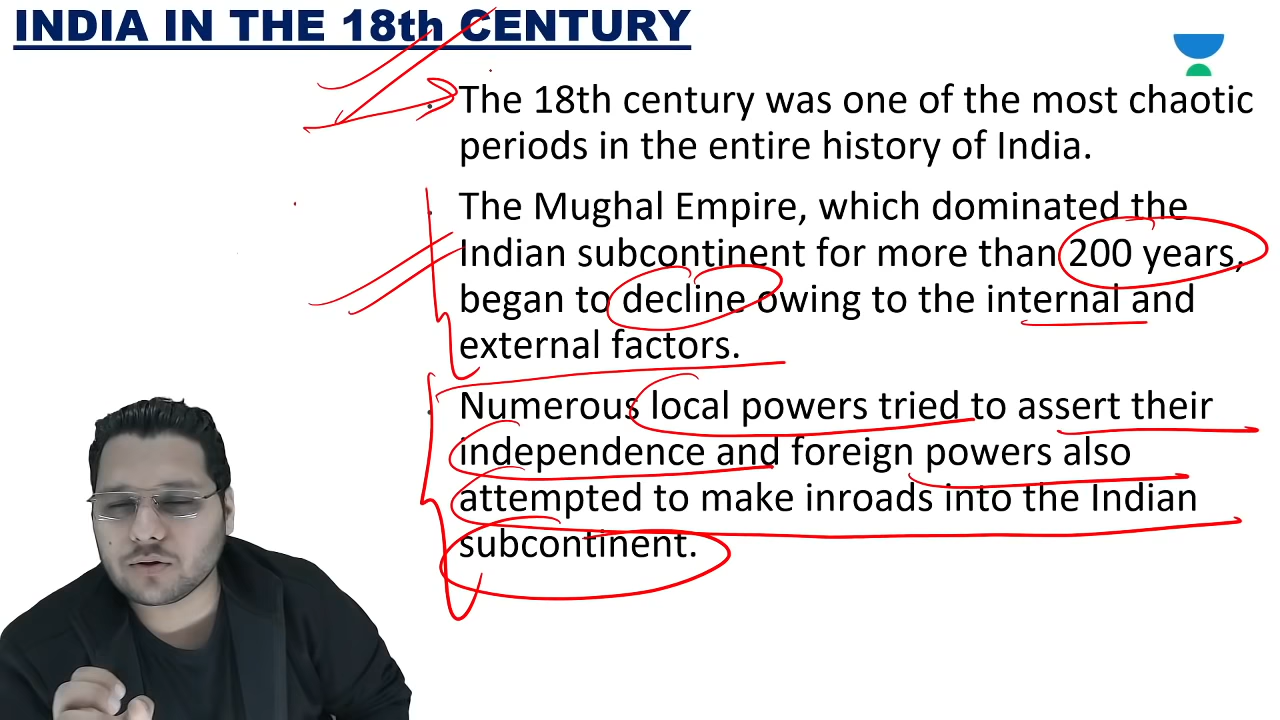 INDIA IN THE 18th CENTURY
The 18th century was one of the most chaotic
periods in the entire history of India.
The Mughal Empire, which dominated the
Indian subcontinent for more than 200 years,
began to decline owing to the internal and
external factors.
Numerous local powers tried to assert their
independence and foreign powers also
attempted to make inroads into the Indian
subcontinent.